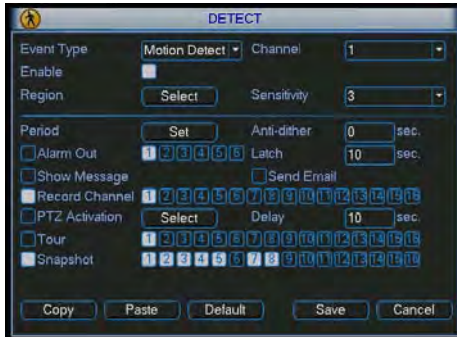 DETECT
Event Type Motion Detect Channel 1
Enable
Region Select Sensitivity 3
Period Set Anti-dither 0 sec.
Alarm Out 1 2 3 4 5 6 Latch 10 sec.
Show Message Send Email
Record Channel 1 2 3 4 5 6 7 8 9 10 11 12 13 14 15 16
PTZ Activation Select Delay 10 sec.
Tour 1 2 3 4 5 6 7 8 9 10 11 12 13 14 15 16
Snapshot 1 2 3 4 5 6 7 8 9 10 11 12 13 14 15 16
Copy Paste Default Save Cancel